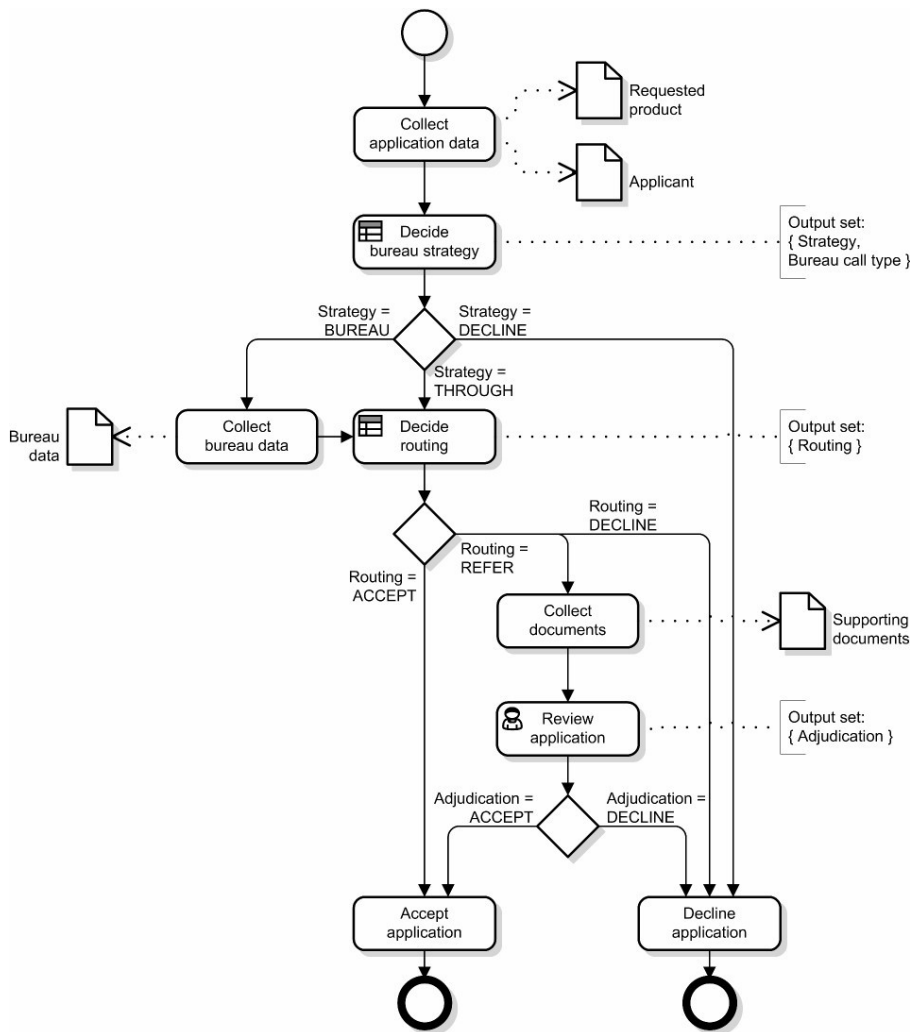 Requested
product
Collect
application data
Applicant
Decide
bureau strategy
Output set:
{ Strategy,
Bureau call type }
Strategy =
BUREAU
Strategy =
DECLINE
Strategy =
THROUGH
Bureau
data
Collect
bureau data
Decide
routing
Output set:
{ Routing }
Routing =
DECLINE
Routing =
REFER
Routing =
ACCEPT
Collect
documents
Supporting
documents
Review
application
Output set:
{ Adjudication }
Adjudication =
ACCEPT
Adjudication =
DECLINE
Accept
application
Decline
application